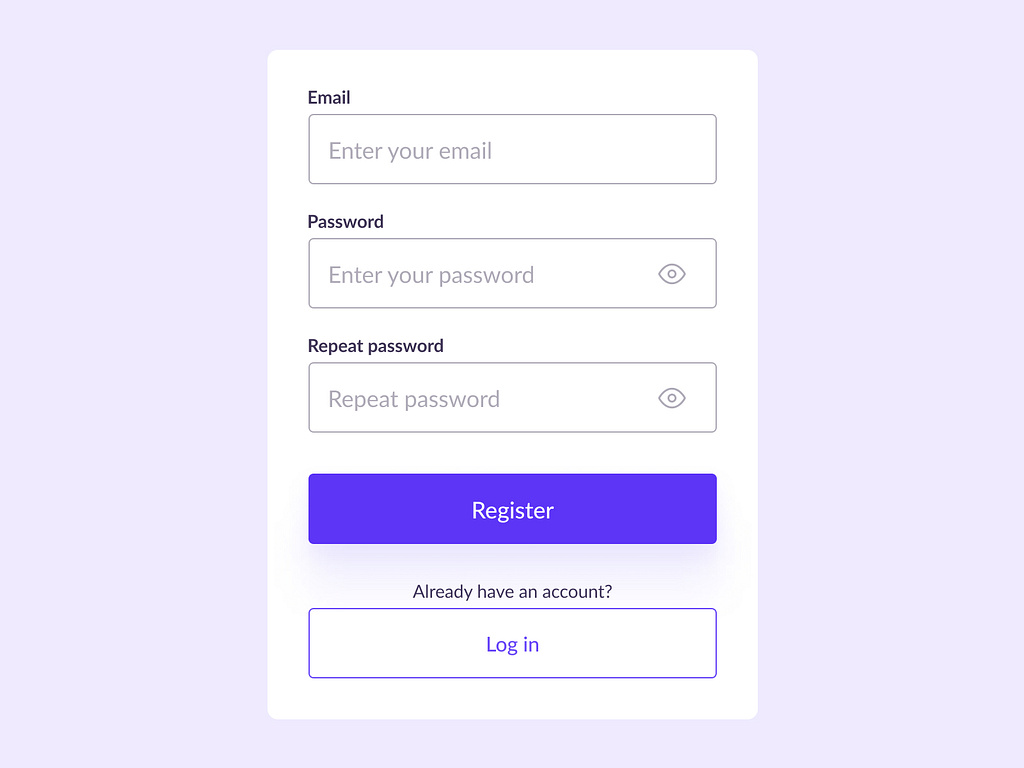 Email
Enter your email
Password
Enter your password
Repeat password
Repeat password
Register
Already have an account?
Log in